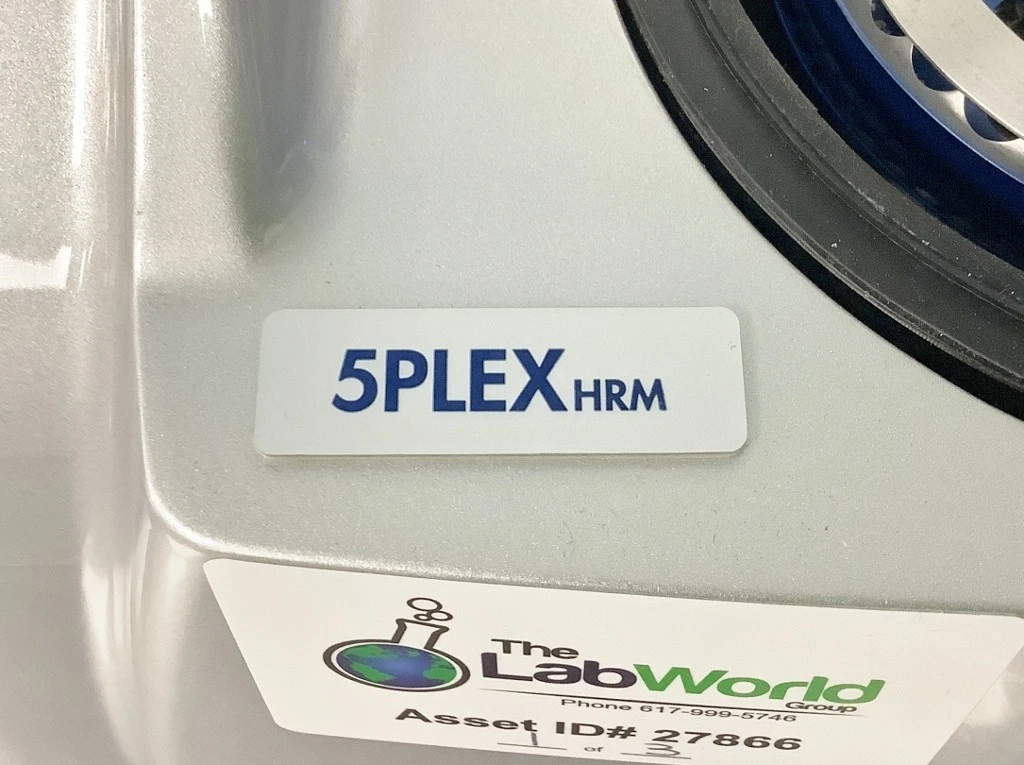 5PLEX HRM
The
LabWorld
Group
Phone 617-999-5746
Asset ID# 27866
1 of 3